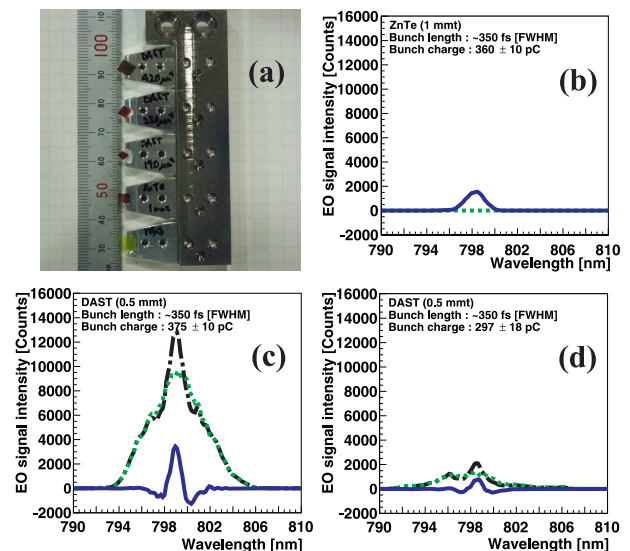 100
50
30
DAST
DAST
DAST
ZnTe
(a)
ZnTe (1 mmt)
Bunch length : ~350 fs [FWHM]
Bunch charge : 360 ± 10 pC
(b)
EO signal intensity [Counts]
16000
14000
12000
10000
8000
6000
4000
2000
0
-2000
790 794 798 802 806 810
Wavelength [nm]
DAST (0.5 mmt)
Bunch length : ~350 fs [FWHM]
Bunch charge : 375 ± 10 pC
(c)
EO signal intensity [Counts]
16000
14000
12000
10000
8000
6000
4000
2000
0
-2000
790 794 798 802 806 810
Wavelength [nm]
DAST (0.5 mmt)
Bunch length : ~350 fs [FWHM]
Bunch charge : 297 ± 18 pC
(d)
EO signal intensity [Counts]
16000
14000
12000
10000
8000
6000
4000
2000
0
-2000
790 794 798 802 806 810
Wavelength [nm]